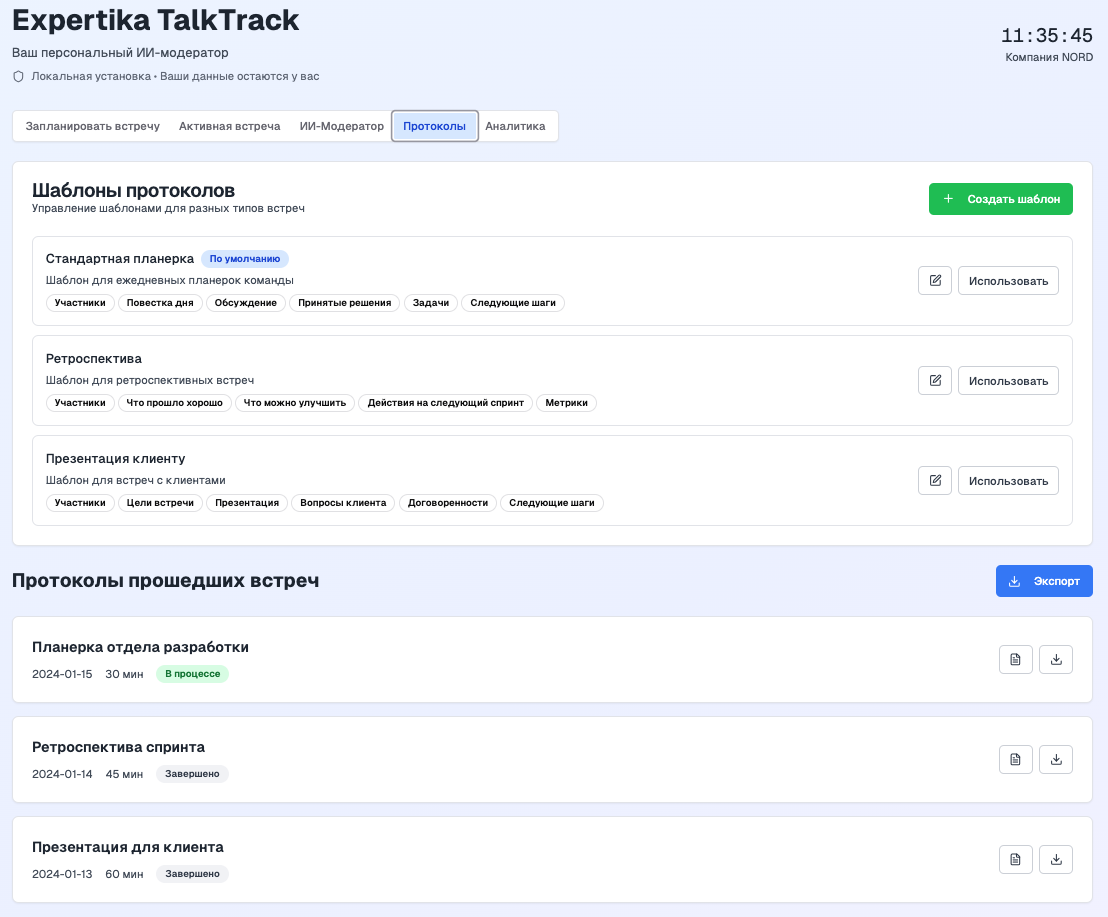 Expertika TalkTrack
11:35:45
Ваш персональный ИИ-модератор
Компания NORD
Локальная установка • Ваши данные остаются у вас
Запланировать встречу Активная встреча ИИ-Модератор Протоколы Аналитика
Шаблоны протоколов
Управление шаблонами для разных типов встреч
+ Создать шаблон
Стандартная планерка По умолчанию
Шаблон для ежедневных планерок команды
Участники Повестка дня Обсуждение Принятые решения Задачи Следующие шаги
Использовать
Ретроспектива
Шаблон для ретроспективных встреч
Участники Что прошло хорошо Что можно улучшить Действия на следующий спринт Метрики
Использовать
Презентация клиенту
Шаблон для встреч с клиентами
Участники Цели встречи Презентация Вопросы клиента Договоренности Следующие шаги
Использовать
Протоколы прошедших встреч
Экспорт
Планерка отдела разработки
2024-01-15 30 мин В процессе
Ретроспектива спринта
2024-01-14 45 мин Завершено
Презентация для клиента
2024-01-13 60 мин Завершено